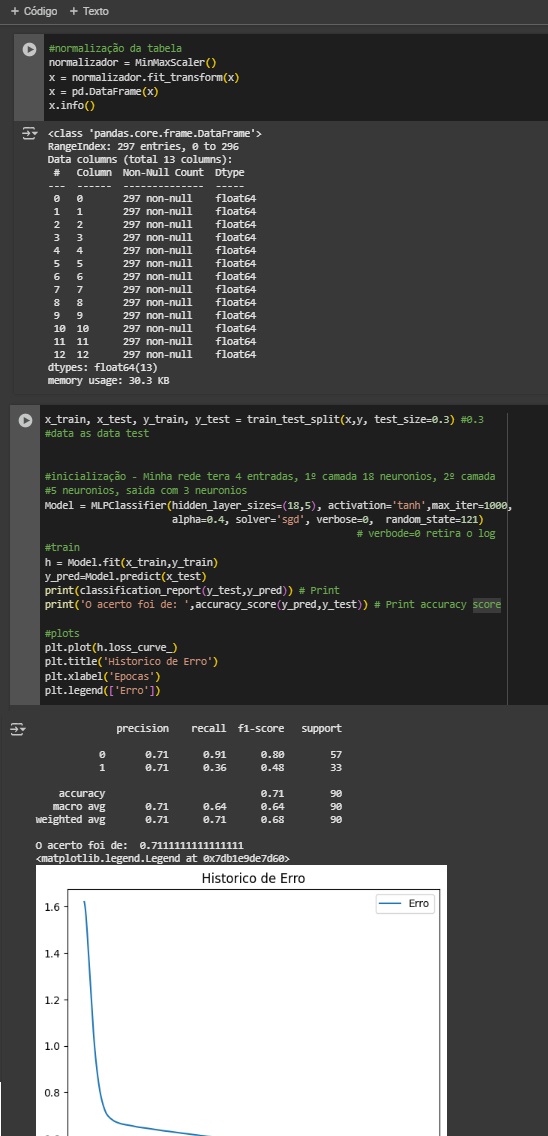 + Código + Texto
#normalização da tabela
normalizador = MinMaxScaler()
x = normalizador.fit_transform(x)
x = pd.DataFrame(x)
x.info()
<class 'pandas.core.frame.DataFrame'>
RangeIndex: 297 entries, 0 to 296
Data columns (total 13 columns):
 #   Column  Non-Null Count  Dtype
---  ------  --------------  -----
 0   0       297 non-null    float64
 1   1       297 non-null    float64
 2   2       297 non-null    float64
 3   3       297 non-null    float64
 4   4       297 non-null    float64
 5   5       297 non-null    float64
 6   6       297 non-null    float64
 7   7       297 non-null    float64
 8   8       297 non-null    float64
 9   9       297 non-null    float64
 10  10      297 non-null    float64
 11  11      297 non-null    float64
 12  12      297 non-null    float64
dtypes: float64(13)
memory usage: 30.3 KB
x_train, x_test, y_train, y_test = train_test_split(x,y, test_size=0.3) #0.3
#data as data test
#inicialização - Minha rede tera 4 entradas, 1º camada 18 neuronios, 2º camada
#5 neuronios, saida com 3 neuronios
Model = MLPClassifier(hidden_layer_sizes=(18,5), activation='tanh',max_iter=1000,
alpha=0.4, solver='sgd', verbose=0,  random_state=121)
# verbode=0 retira o log
#train
h = Model.fit(x_train,y_train)
y_pred=Model.predict(x_test)
print(classification_report(y_test,y_pred)) # Print
print('O acerto foi de: ',accuracy_score(y_pred,y_test)) # Print accuracy score
#plots
plt.plot(h.loss_curve_)
plt.title('Historico de Erro')
plt.xlabel('Epocas')
plt.legend(['Erro'])
precision    recall  f1-score   support
0       0.71      0.91      0.80        57
1       0.71      0.36      0.48        33
accuracy                           0.71        90
macro avg       0.71      0.64      0.64        90
weighted avg       0.71      0.71      0.68        90
O acerto foi de:  0.7111111111111111
<matplotlib.legend.Legend at 0x7db1e9de7d60>
Historico de Erro
Erro
1.6
1.4
1.2
1.0
0.8